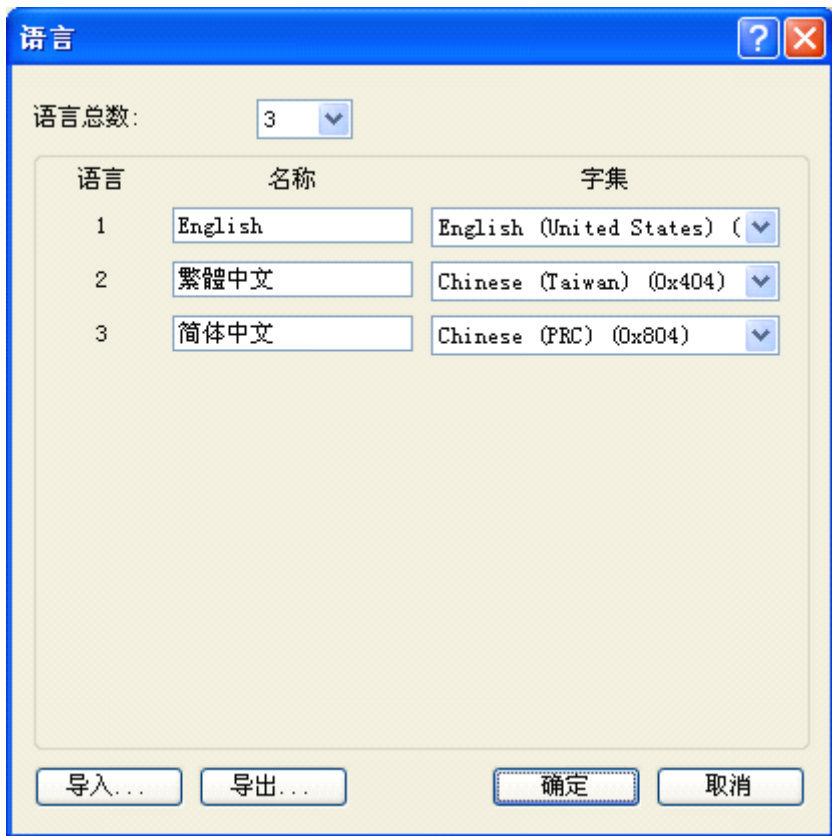 语言
语言总数: 3
语言 名称 字集
1 English English (United States) (
2 繁體中文 Chinese (Taiwan) (0x404)
3 简体中文 Chinese (PRC) (0x804)
导入... 导出... 确定 取消